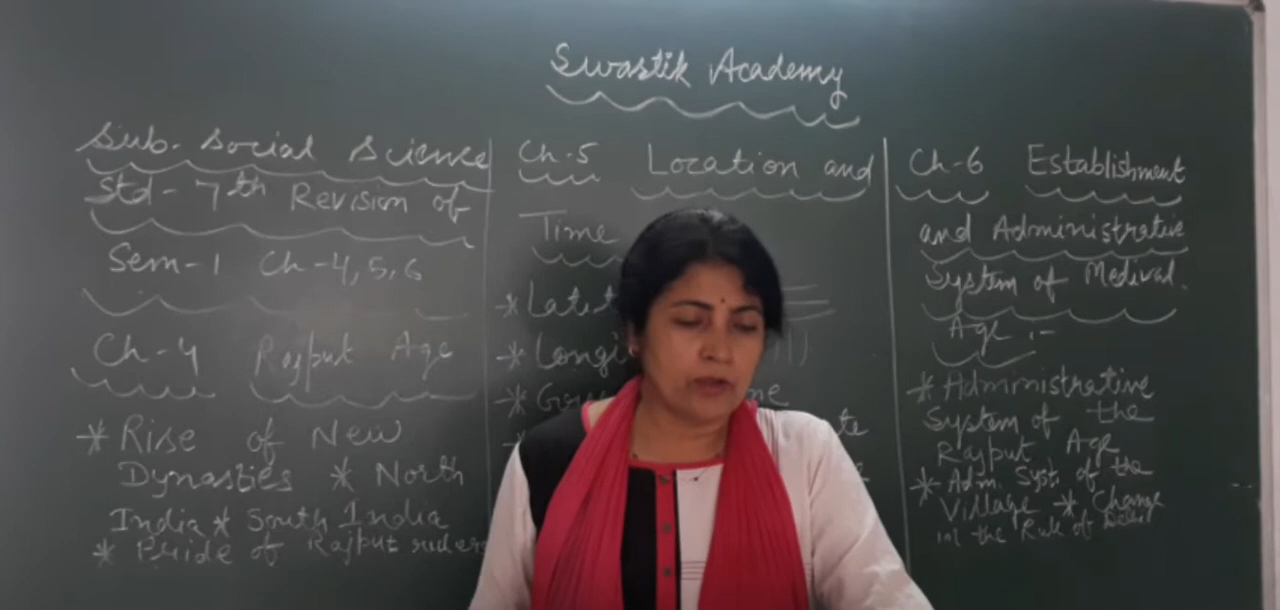 Swastik Academy
Sub- Social Science
Std- 7th Revision of
Sem-1 Ch-4,5,6
Ch-4 Rajput Age
* Rise of New
Dynasties * North
India * South India
* Pride of Rajput rulers
Ch-5 Location and
Time
Ch-6 Establishment
and Administrative
System of Medival.
Age :-
* Administrative
System of the
Rajput Age
* Adm. Syst. of the
Village * Change
in the Rule of Delhi